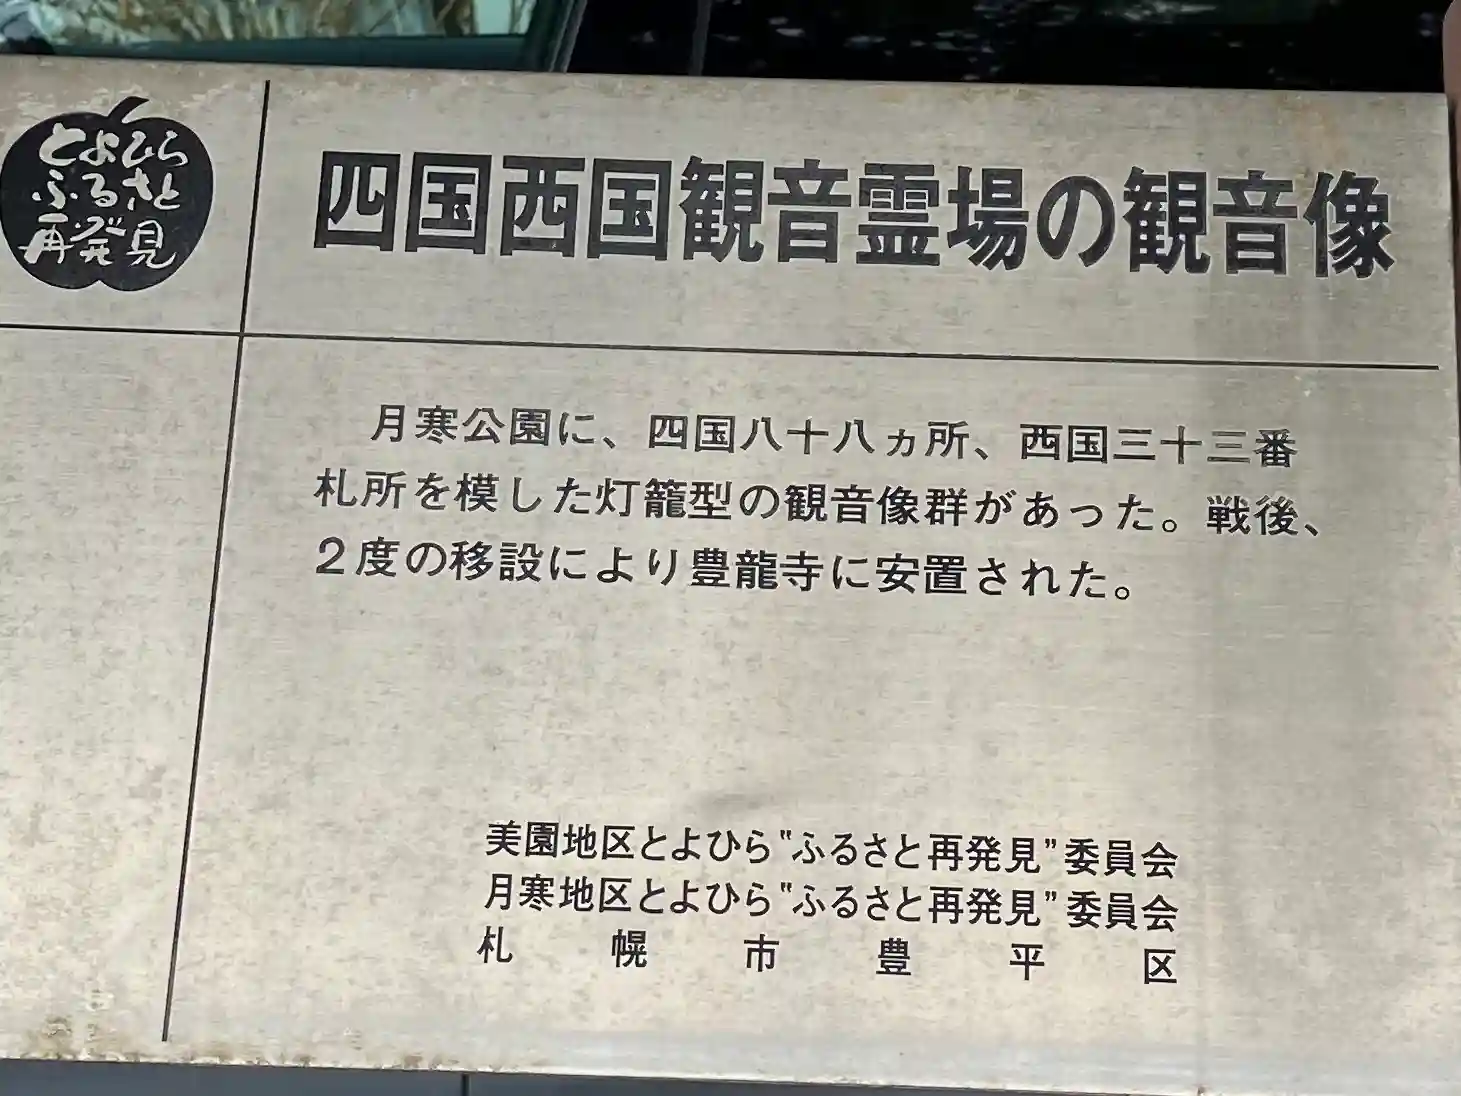 とよひら
ふるさと
再発見
四国西国観音霊場の観音像
月寒公園に、四国八十八ヵ所、西国三十三番
札所を模した灯籠型の観音像群があった。戦後、
２度の移設により豊龍寺に安置された。
美園地区とよひら"ふるさと再発見"委員会
月寒地区とよひら"ふるさと再発見"委員会
札幌市豊平区